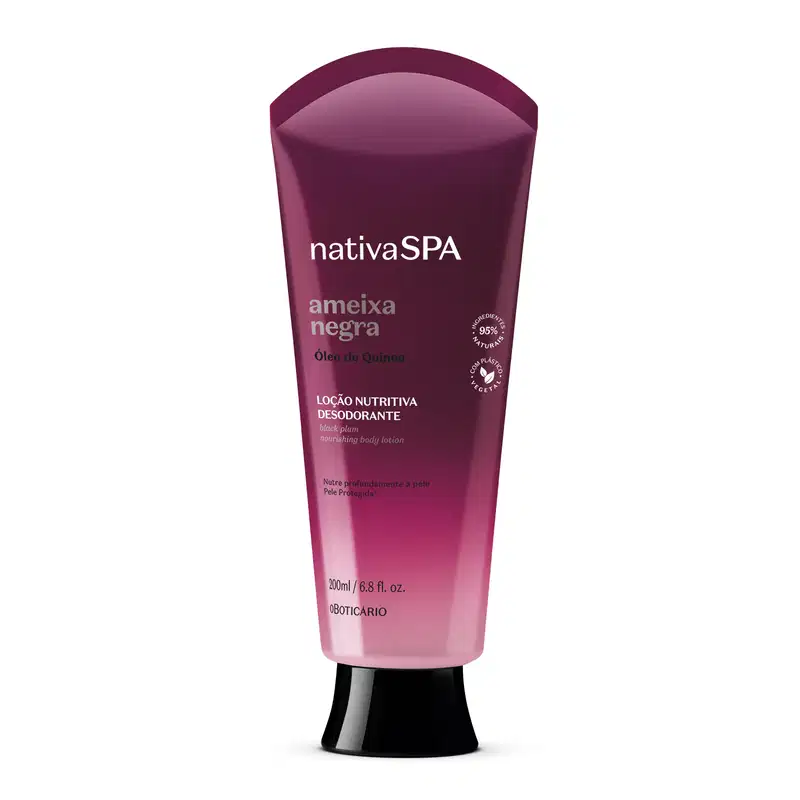 nativaSPA
ameixa
negra
Óleo de Quinoa
LOÇÃO NUTRITIVA
DESODORANTE
black plum
nourishing body lotion
Nutre profundamente a pele
Pele Protegida*
200ml / 6.8 fl. oz.
oBOTICÁRIO
INGREDIENTES
95%
NATURAIS
COM PLÁSTICO
VEGETAL